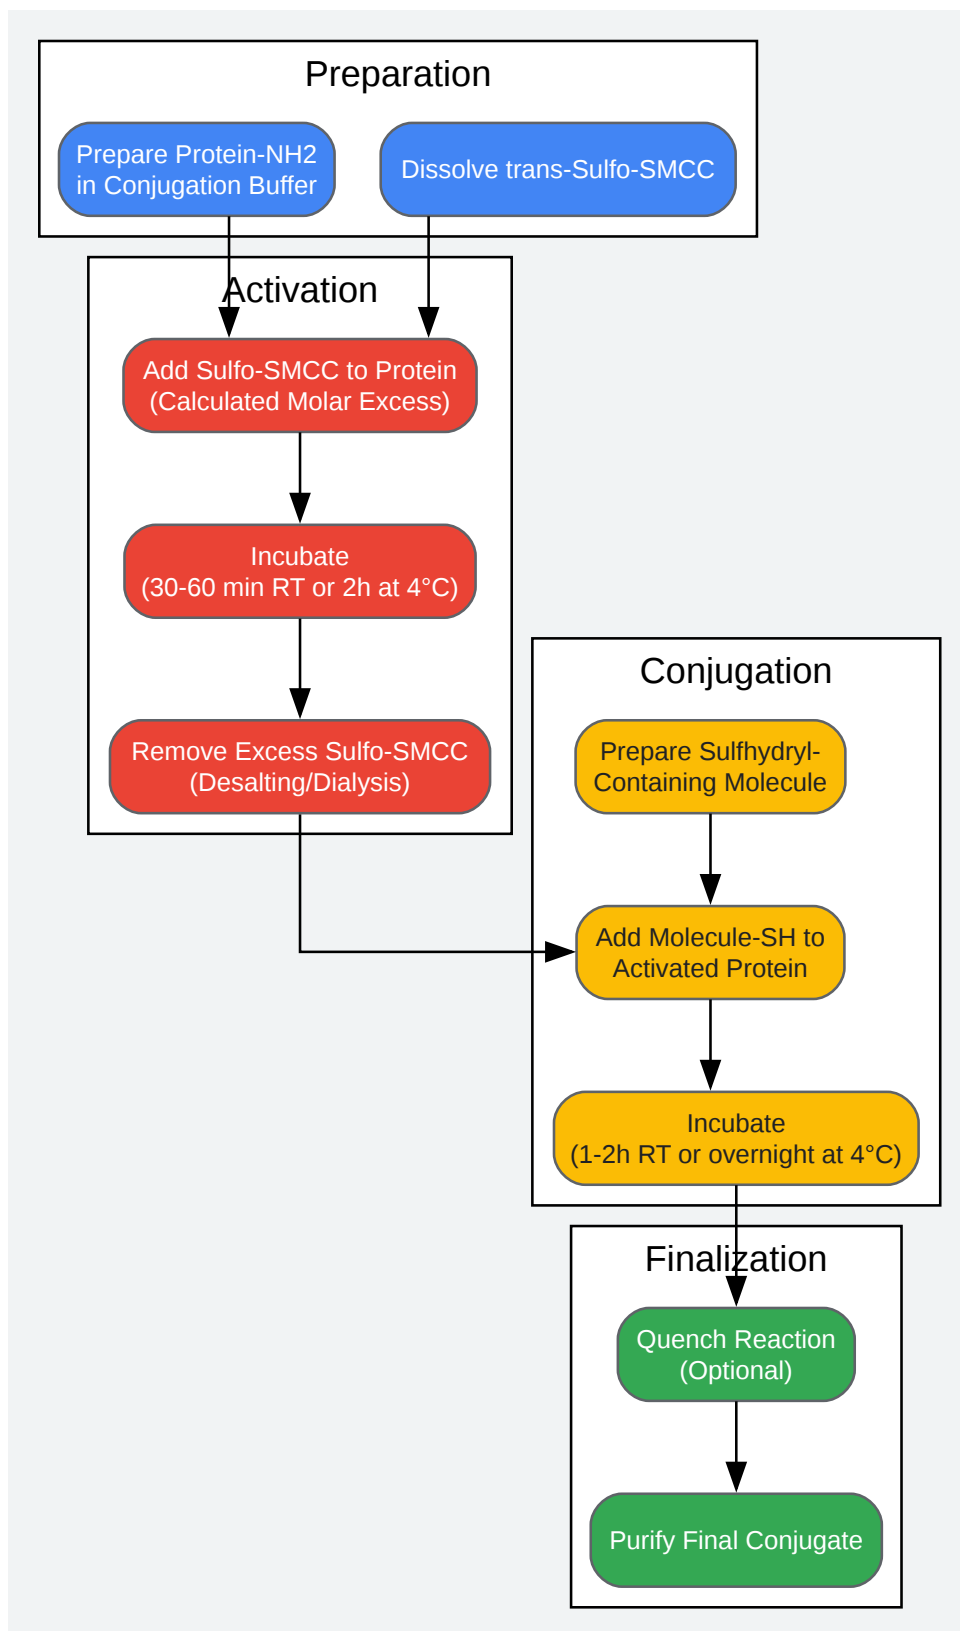 Preparation
Prepare Protein-NH2
in Conjugation Buffer
Dissolve trans-Sulfo-SMCC
Activation
Add Sulfo-SMCC to Protein
(Calculated Molar Excess)
Incubate
(30-60 min RT or 2h at 4°C)
Remove Excess Sulfo-SMCC
(Desalting/Dialysis)
Conjugation
Prepare Sulfhydryl-
Containing Molecule
Add Molecule-SH to
Activated Protein
Incubate
(1-2h RT or overnight at 4°C)
Finalization
Quench Reaction
(Optional)
Purify Final Conjugate